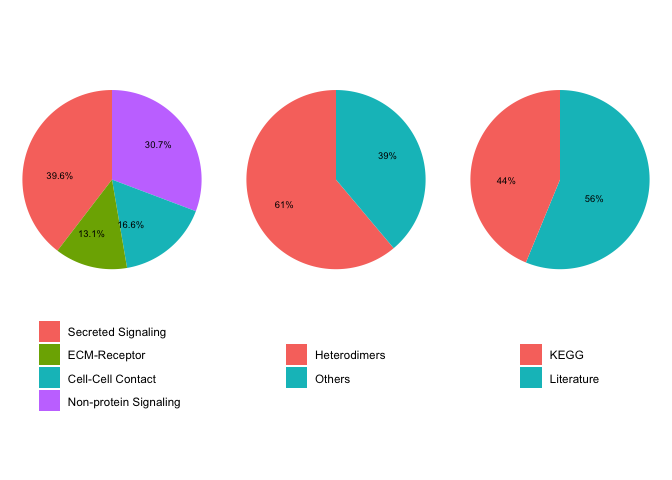 39.6%
30.7%
13.1%
16.6%
61%
39%
44%
56%
Secreted Signaling
ECM-Receptor
Cell-Cell Contact
Non-protein Signaling
Heterodimers
Others
KEGG
Literature